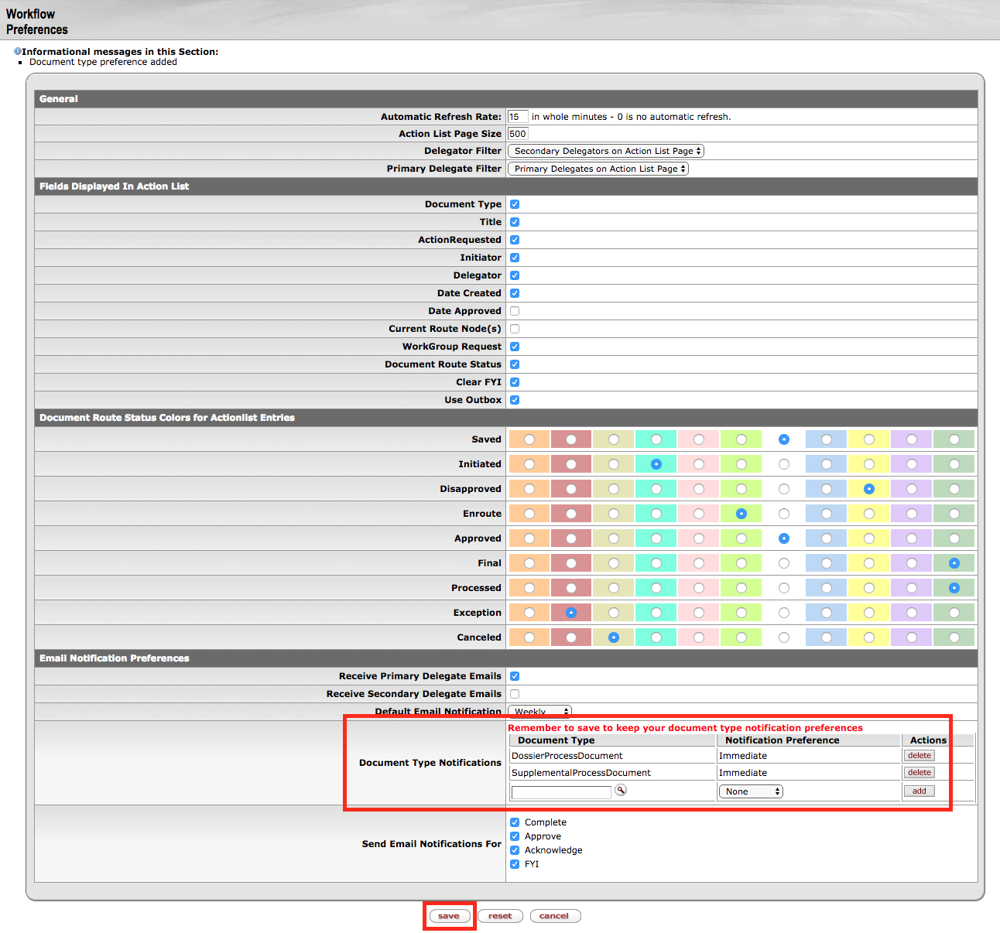 Workflow
Preferences
Informational messages in this Section:
Document type preference added
General
Automatic Refresh Rate: 15 in whole minutes - 0 is no automatic refresh.
Action List Page Size 500
Delegator Filter Secondary Delegators on Action List Page
Primary Delegate Filter Primary Delegates on Action List Page
Fields Displayed In Action List
Document Type
Title
ActionRequested
Initiator
Delegator
Date Created
Date Approved
Current Route Node(s)
WorkGroup Request
Document Route Status
Clear FYI
Use Outbox
Document Route Status Colors for Actionlist Entries
Saved
Initiated
Disapproved
Enroute
Approved
Final
Processed
Exception
Canceled
Email Notification Preferences
Receive Primary Delegate Emails
Receive Secondary Delegate Emails
Default Email Notification Weekly
Remember to save to keep your document type notification preferences
Document Type Notification Preference Actions
DossierProcessDocument Immediate delete
Document Type Notifications
SupplementalProcessDocument Immediate delete
None add
Complete
Approve
Send Email Notifications For
Acknowledge
FYI
save reset cancel